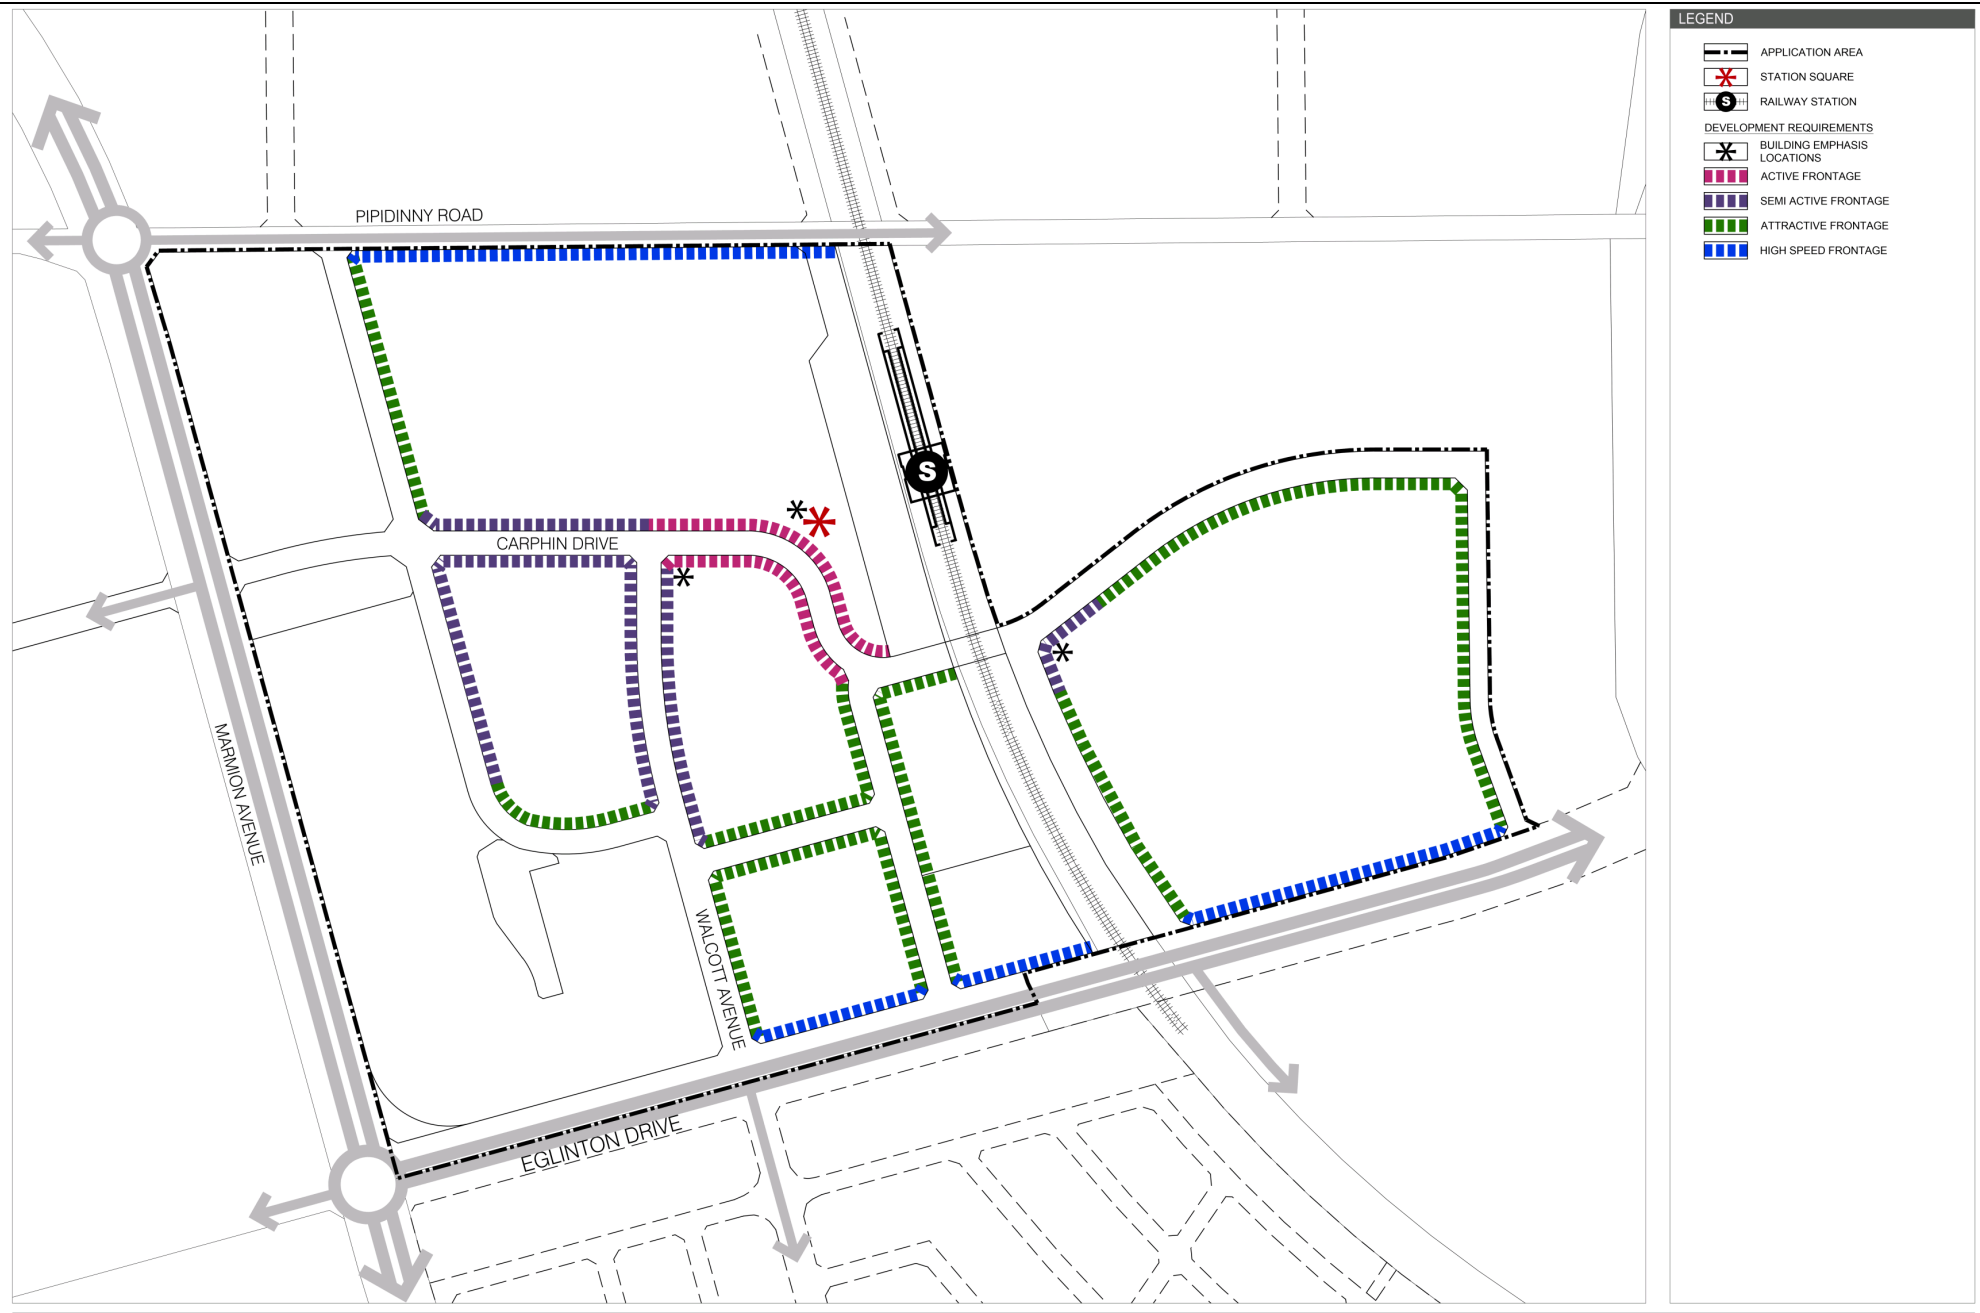 LEGEND
APPLICATION AREA
STATION SQUARE
S
RAILWAY STATION
DEVELOPMENT REQUIREMENTS
BUILDING EMPHASIS
LOCATIONS
ACTIVE FRONTAGE
SEMI ACTIVE FRONTAGE
ATTRACTIVE FRONTAGE
HIGH SPEED FRONTAGE
PIPIDINNY ROAD
S
CARPHIN DRIVE
MARMION AVENUE
WALCOTT AVENUE
EGLINTON DRIVE